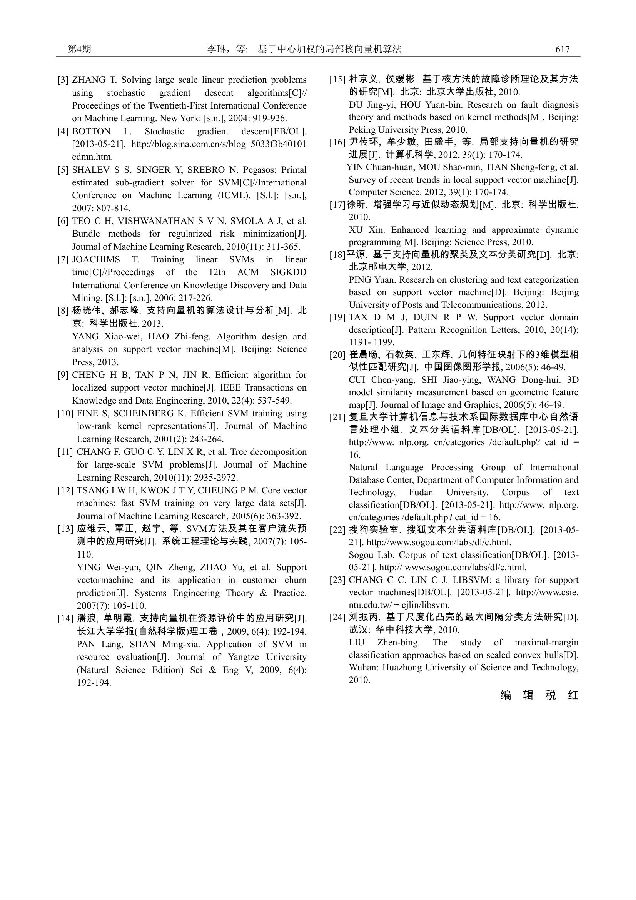 第4期
李琳，等: 基于中心加权的局部核向量机算法
617
[3] ZHANG T. Solving large scale linear prediction problems
using stochastic gradient descent algorithms[C]//
Proceedings of the Twentieth-First International Conference
on Machine Learning. New York: [s.n.], 2004: 919-926.
[4] BOTTON L. Stochastic gradien descent[EB/OL].
[2013-05-21]. http://blog.sina.com.cn/s/blog_5033f3b40101
cdmn.htm.
[5] SHALEV S S, SINGER Y, SREBRO N. Pegasos: Printal
estimated sub-gradient solver for SVM[C]//International
Conference on Machine Learning (ICML). [S.l.]: [s.n.],
2007: 807-814.
[6] TEO C H, VISHWANATHAN S V N, SMOLA A J, et al.
Bundle methods for regularized risk minimization[J].
Journal of Machine Learning Research, 2010(11): 311-365.
[7] JOACHIMS T. Training linear SVMs in linear
time[C]//Proceedings of the 12th ACM SIGKDD
International Conference on Knowledge Discovery and Data
Mining. [S.l.]: [s.n.], 2006: 217-226.
[8] 杨晓伟, 郝志峰. 支持向量机的算法设计与分析[M]. 北
京: 科学出版社, 2013.
YANG Xiao-wei, HAO Zhi-feng. Algorithm design and
analysis on support vector machine[M]. Beijing: Science
Press, 2013.
[9] CHENG H B, TAN P N, JIN R. Efficient algorithm for
localized support vector machine[J]. IEEE Transactions on
Knowledge and Data Engineering, 2010, 22(4): 537-549.
[10] FINE S, SCHEINBERG K. Efficient SVM training using
low-rank kernel representations[J]. Journal of Machine
Learning Research, 2001(2): 243-264.
[11] CHANG F, GUO C Y, LIN X R, et al. Tree decomposition
for large-scale SVM problems[J]. Journal of Machine
Learning Research, 2010(11): 2935-2972.
[12] TSANG I W H, KWOK J T Y, CHEUNG P M. Core vector
machines: fast SVM training on very large data sets[J].
Journal of Machine Learning Research, 2005(6): 363-392.
[13] 应维云, 覃正, 赵宇, 等. SVM方法及其在客户流失预
测中的应用研究[J]. 系统工程理论与实践, 2007(7): 105-
110.
YING Wei-yun, QIN Zheng, ZHAO Yu, et al. Support
vectormachine and its application in customer churn
prediction[J]. Systems Engineering Theory & Practice,
2007(7): 105-110.
[14] 潘浪, 单明霞. 支持向量机在资源评价中的应用研究[J].
长江大学学报(自然科学版)理工卷, 2009, 6(4): 192-194.
PAN Lang, SHAN Ming-xia. Application of SVM in
resource evaluation[J]. Journal of Yangtze University
(Natural Science Edition) Sci & Eng V, 2009, 6(4):
192-194.
[15] 杜京义, 侯媛彬. 基于核方法的故障诊断理论及其方法
的研究[M]. 北京: 北京大学出版社, 2010.
DU Jing-yi, HOU Yuan-bin. Research on fault diagnosis
theory and methods based on kernel methods[M]. Beijing:
Peking University Press, 2010.
[16] 尹传环, 牟少敏, 田盛丰, 等. 局部支持向量机的研究
进展[J]. 计算机科学, 2012, 39(1): 170-174.
YIN Chuan-huan, MOU Shao-min, TIAN Sheng-feng, et al.
Survey of recent trends in local support vector machine[J].
Computer Science, 2012, 39(1): 170-174.
[17]徐昕. 增强学习与近似动态规划[M]. 北京: 科学出版社,
2010.
XU Xin. Enhanced learning and approximate dynamic
programming[M]. Beijing: Science Press, 2010.
[18]平源. 基于支持向量机的聚类及文本分类研究[D]. 北京:
北京邮电大学, 2012.
PING Yuan. Research on clustering and text categorization
based on support vector machine[D]. Beijing: Beijing
University of Posts and Telecommunications, 2012.
[19] TAX D M J, DUIN R P W. Support vector domain
description[J]. Pattern Recognition Letters, 2010, 20(14):
1191-1199.
[20] 崔晨旸, 石教英, 王东辉. 几何特征映射下的3维模型相
似性匹配研究[J]. 中国图像图形学报, 2006(5): 46-49.
CUI Chen-yang, SHI Jiao-ying, WANG Dong-hui. 3D
model similarity measurement based on geometric feature
map[J]. Journal of Image and Graphics, 2006(5): 46-49.
[21] 复旦大学计算机信息与技术系国际数据库中心自然语
言处理小组. 文本分类语料库[DB/OL]. [2013-05-21].
http://www. nlp.org. cn/categories /default.php? cat_id =
16.
Natural Language Processing Group of International
Database Center, Department of Computer Information and
Technology, Fudan University. Corpus of text
classification[DB/OL]. [2013-05-21]. http://www. nlp.org.
cn/categories /default.php? cat_id = 16.
[22] 搜狗实验室. 搜狐文本分类语料库[DB/OL]. [2013-05-
21]. http://www.sogou.com/labs/dl/c.html.
Sogou Lab. Corpus of text classification[DB/OL]. [2013-
05-21]. http:// www.sogou.com/labs/dl/c.html.
[23] CHANG C C, LIN C J. LIBSVM: a library for support
vector machines[DB/OL]. [2013-05-21]. http://www.csie.
ntu.edu.tw/~cjlin/libsvm.
[24] 刘振丙. 基于尺度化凸壳的最大间隔分类方法研究[D].
武汉: 华中科技大学, 2010.
LIU Zhen-bing. The study of maximal-margin
classification approaches based on scaled convex hulls[D].
Wuhan: Huazhong University of Science and Technology,
2010.
编 辑 税 红